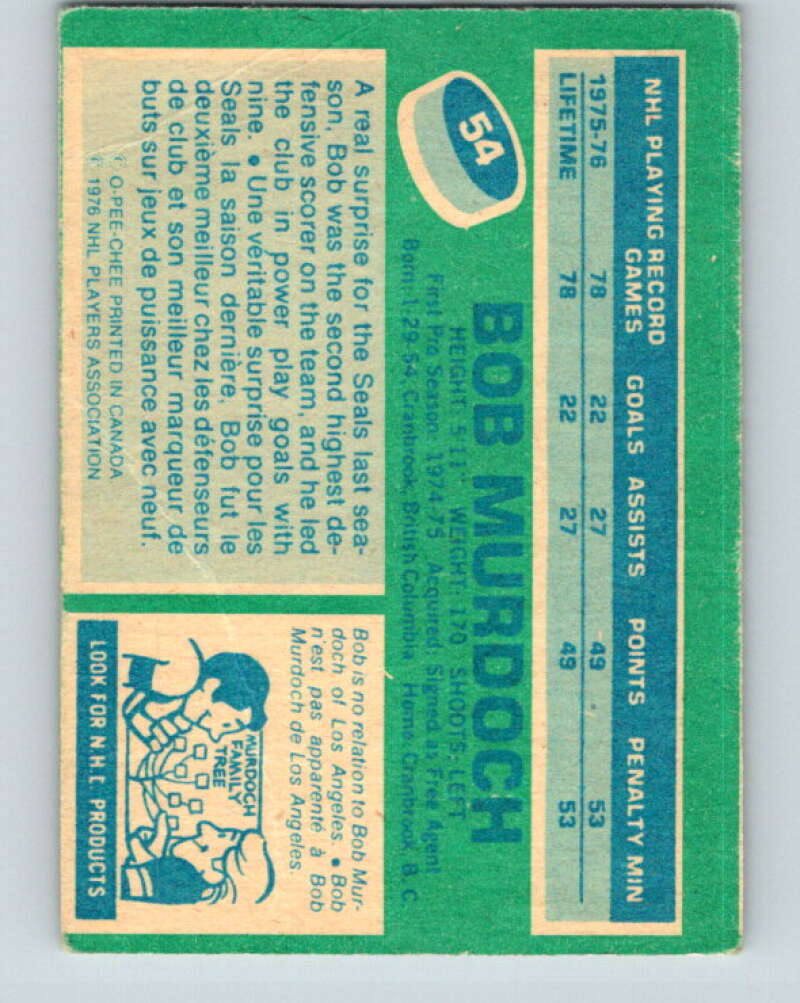 NHL PLAYING RECORD
GAMES GOALS ASSISTS POINTS PENALTY MIN
1975-76 78 22 27 49 53
LIFETIME 78 22 27 49 53
54
BOB MURDOCH
HEIGHT: 5'11" WEIGHT: 170 SHOOTS: LEFT
First Pro Season: 1974-75 Acquired: Signed as Free Agent
Born: 1-29-54, Cranbrook, British Columbia Home: Cranbrook, B.C.
A real surprise for the Seals last sea-
son, Bob was the second highest de-
fensive scorer on the team, and he led
the club in power play goals with
nine. • Une véritable surprise pour les
Seals la saison dernière, Bob fut le
deuxième meilleur chez les défenseurs
de club et son meilleur marqueur de
buts sur jeux de puissance avec neuf.
© O-PEE-CHEE PRINTED IN CANADA
© 1976 NHL PLAYERS ASSOCIATION
Bob is no relation to Bob Mur-
doch of Los Angeles. • Bob
n'est pas apparenté à Bob
Murdoch de Los Angeles.
MURDOCH
FAMILY
TREE
LOOK FOR N.H.L. PRODUCTS